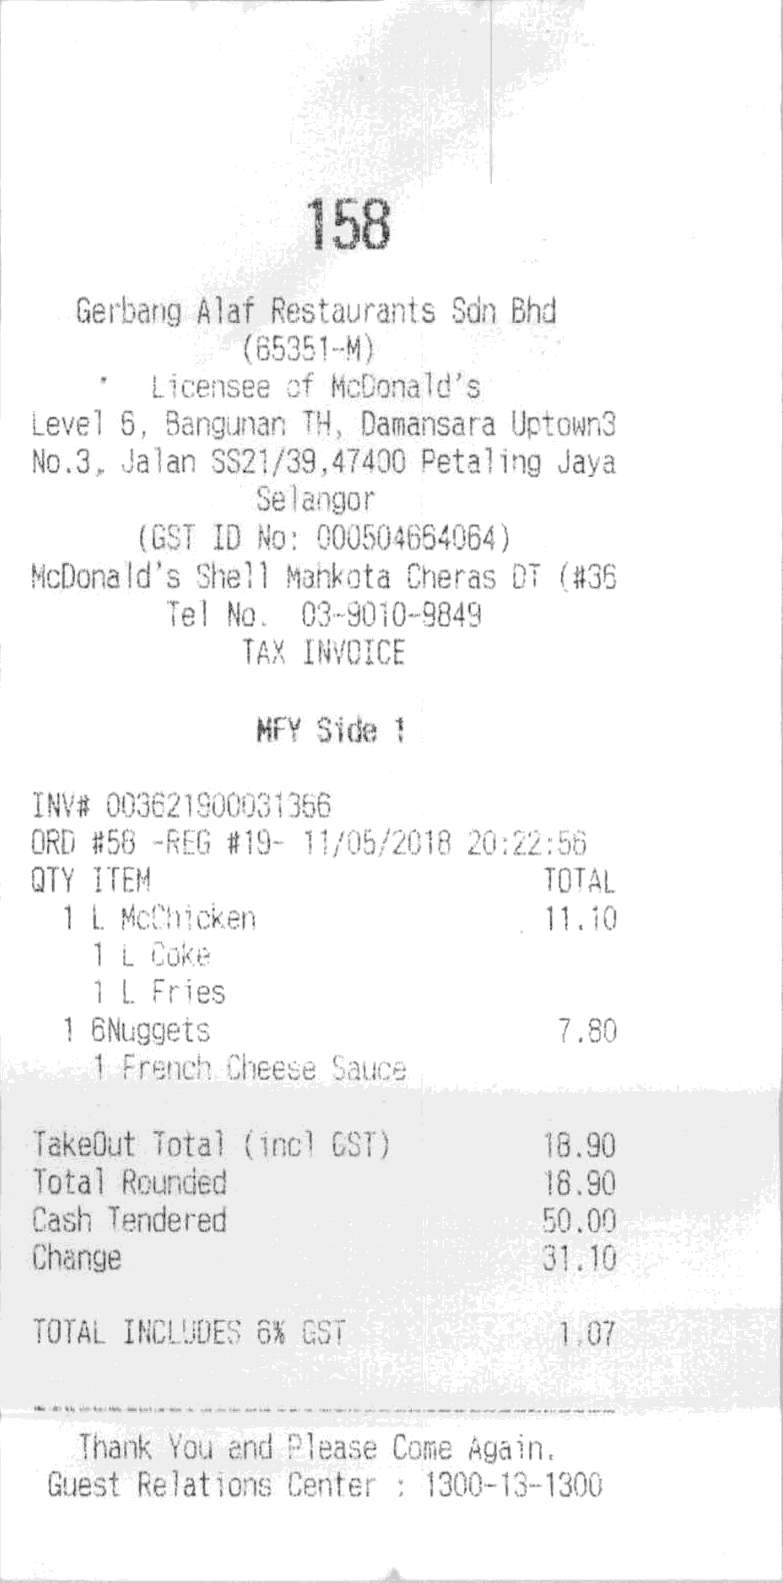 158
Gerbang Alaf Restaurants Sdn Bhd
(65351-M)
Licensee of McDonald's
Level 6, Bangunan TH, Damansara Uptown3
No.3, Jalan SS21/39,47400 Petaling Jaya
Selangor
(GST ID No: 000504664064)
McDonald's Shell Mahkota Cheras DT (#36
Tel No. 03-9010-9849
TAX INVOICE
MFY Side 1
INV# 003621900031366
ORD #58 -REG #19- 11/05/2018 20:22:56
QTY ITEM TOTAL
1 L McChicken 11.10
1 L Coke
1 L Fries
1 6Nuggets 7.80
1 French Cheese Sauce
TakeOut Total (incl GST) 18.90
Total Rounded 18.90
Cash Tendered 50.00
Change 31.10
TOTAL INCLUDES 6% GST 1.07
Thank You and Please Come Again.
Guest Relations Center : 1300-13-1300